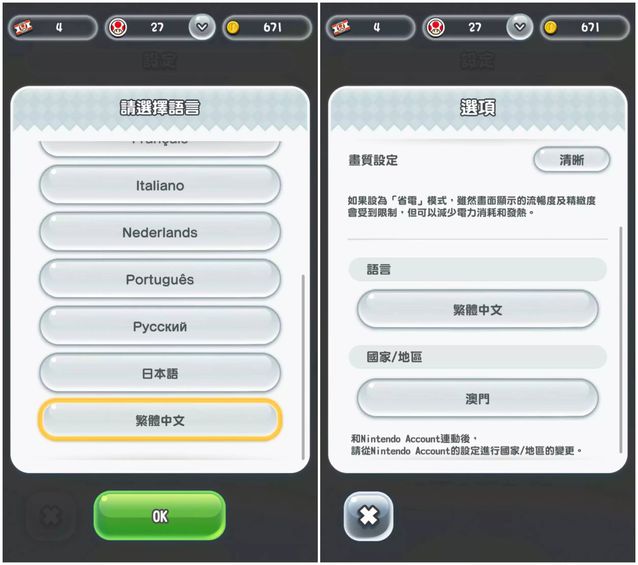 4
27
671
設定
請選擇語言
Français
Italiano
Nederlands
Português
Русский
日本語
繁體中文
OK
4
27
671
設定
選項
畫質設定
清晰
如果設為「省電」模式，雖然畫面顯示的流暢度及精緻度
會受到限制，但可以減少電力消耗和發熱。
語言
繁體中文
國家/地區
澳門
和Nintendo Account連動後，
請從Nintendo Account的設定進行國家/地區的變更。